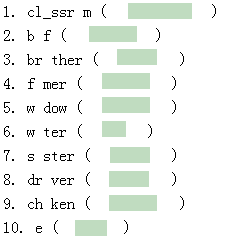 1. cl_ssr m (      )
2. b f (      )
3. br ther (      )
4. f mer (      )
5. w dow (      )
6. w ter (      )
7. s ster (      )
8. dr ver (      )
9. ch ken (      )
10. e (      )